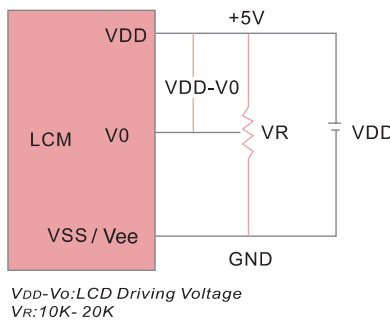 +5V
VDD
VDD-V0
LCM
V0
VR
VDD
VSS / Vee
GND
VDD-Vo:LCD Driving Voltage
VR:10K- 20K